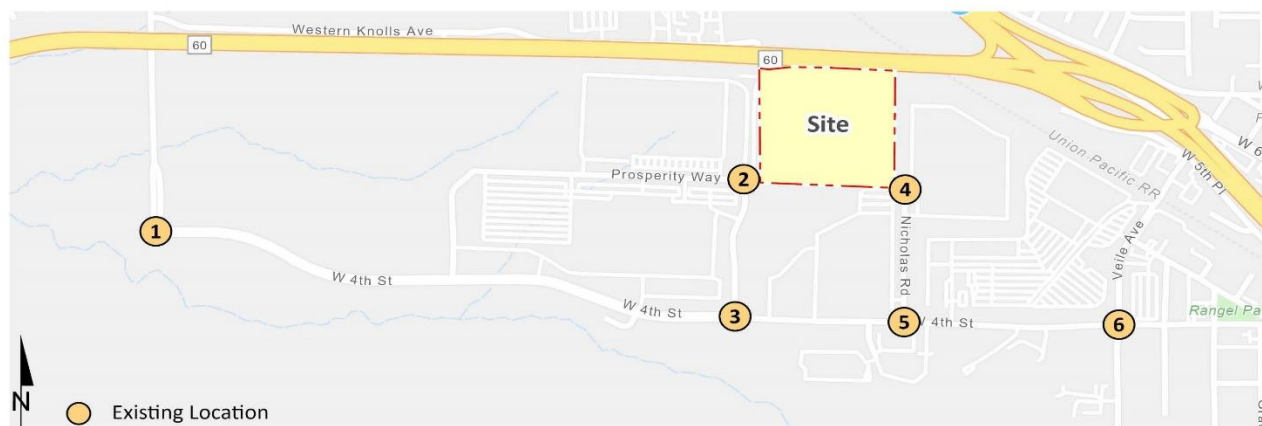 Western Knolls Ave
60
60
Site
Union Pacific RR
W 6
W 5th Pl
Prosperity Way
2
4
1
Nicholas Rd
Veile Ave
W 4th St
W 4th St
3
5
W 4th St
6
Rangel Pa
N
Existing Location